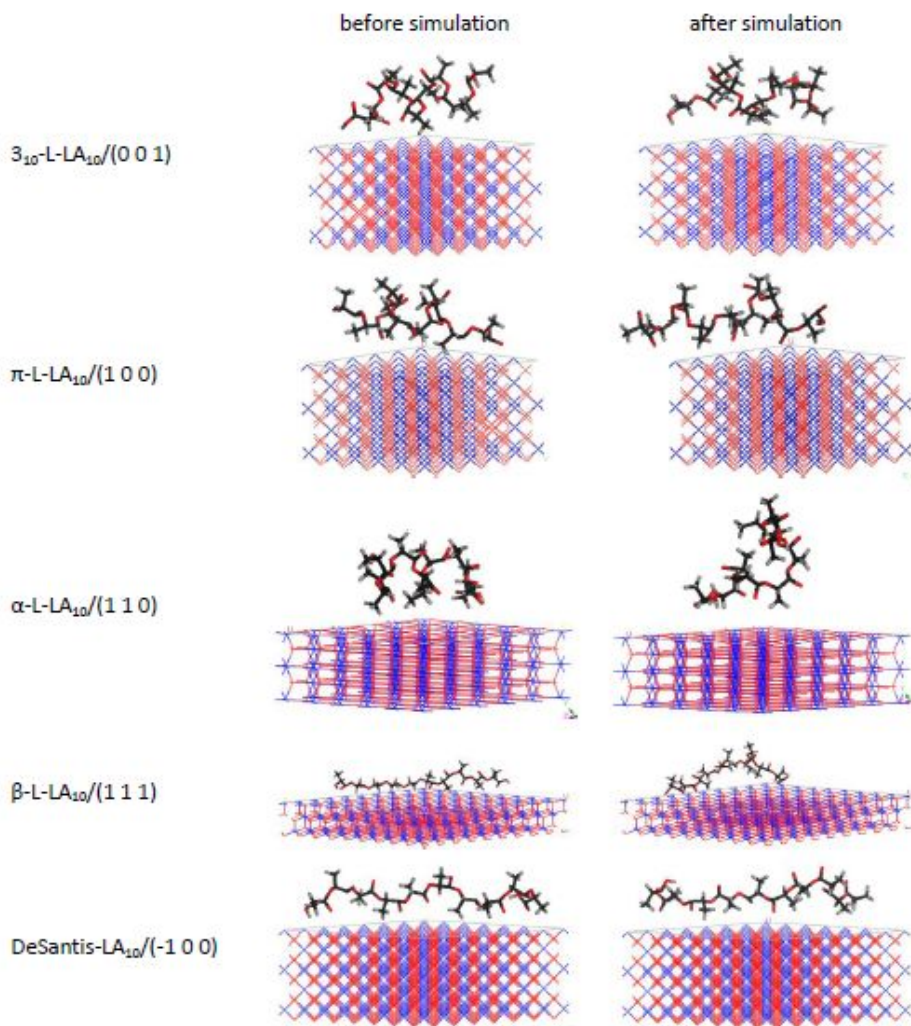 before simulation after simulation
3₁₀-L-LA₁₀/(0 0 1)
π-L-LA₁₀/(1 0 0)
α-L-LA₁₀/(1 1 0)
β-L-LA₁₀/(1 1 1)
DeSantis-LA₁₀/(-1 0 0)